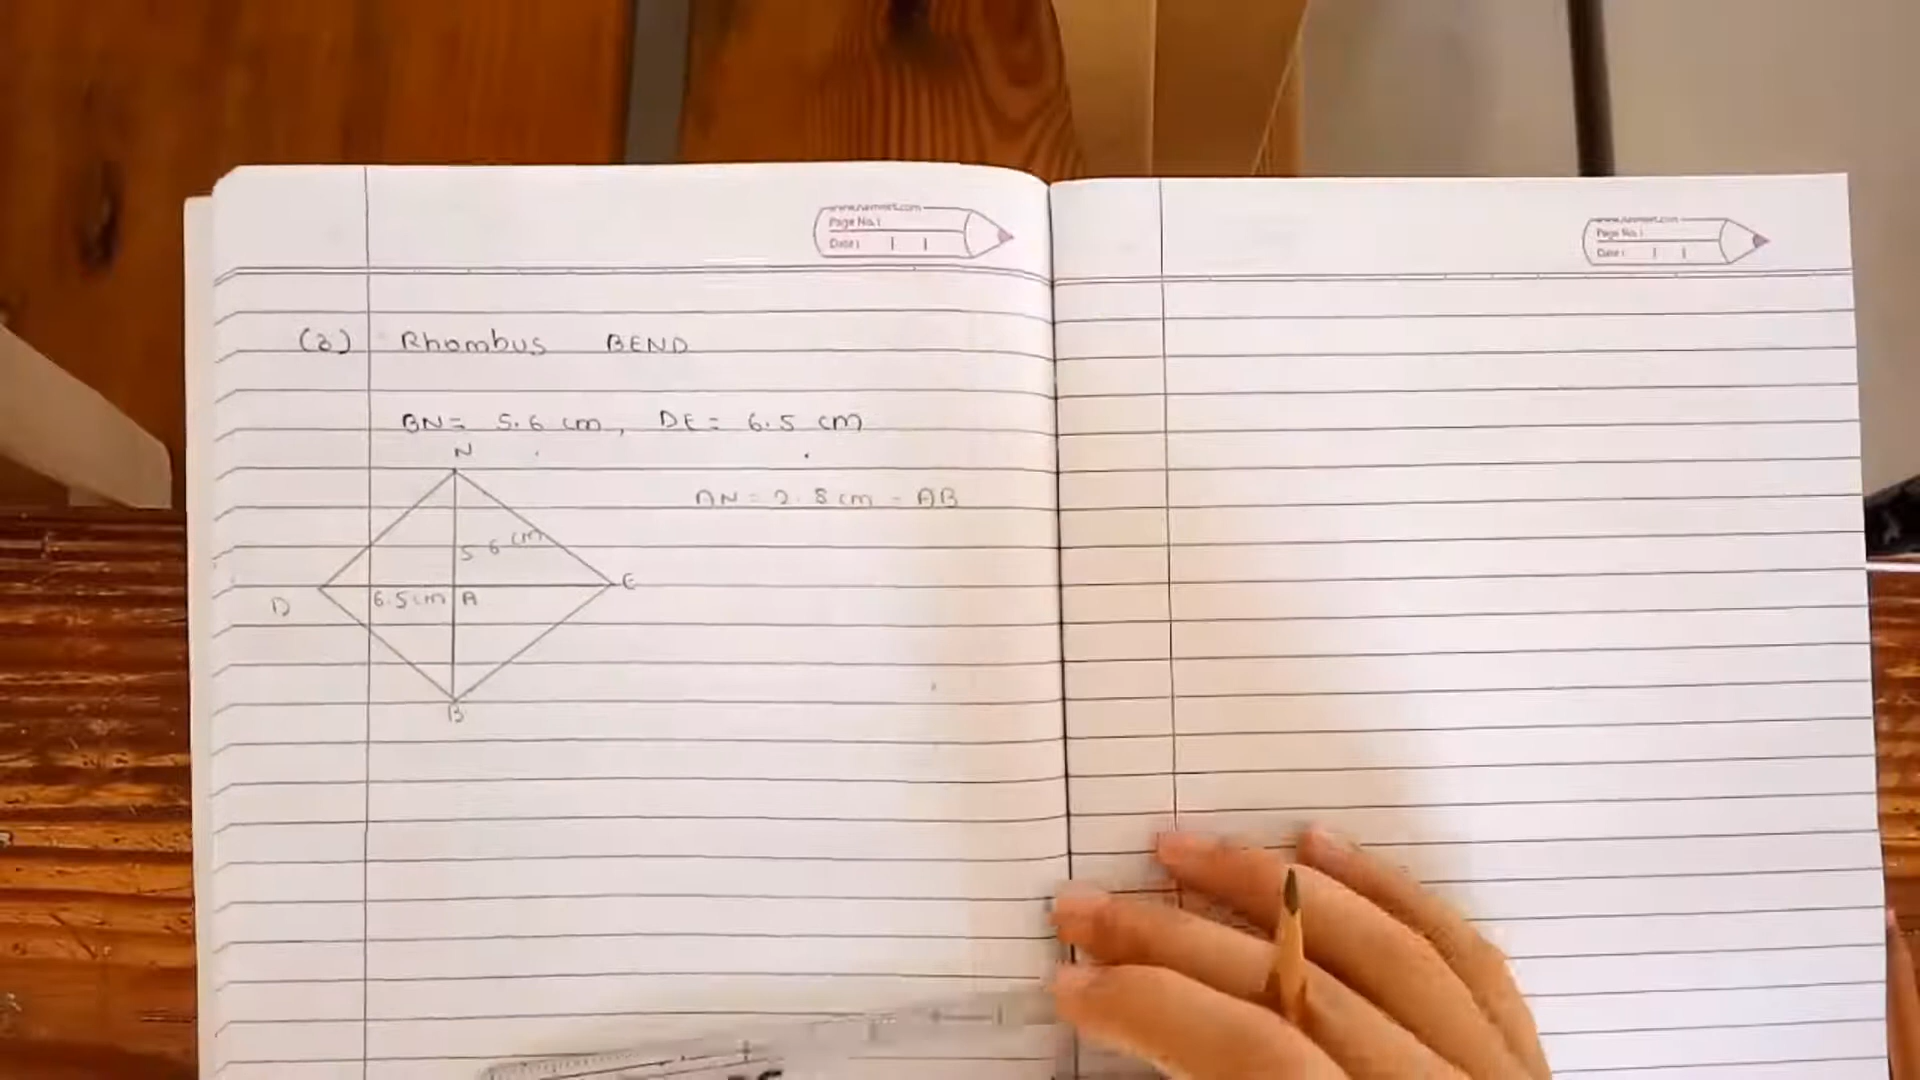 Page No.:
Date:
Page No.:
Date:
(2) Rhombus BEND
BN = 5.6 cm, DE = 6.5 cm
N
AN = 2.8 cm = AB
5.6 cm
D 6.5 cm A E
B